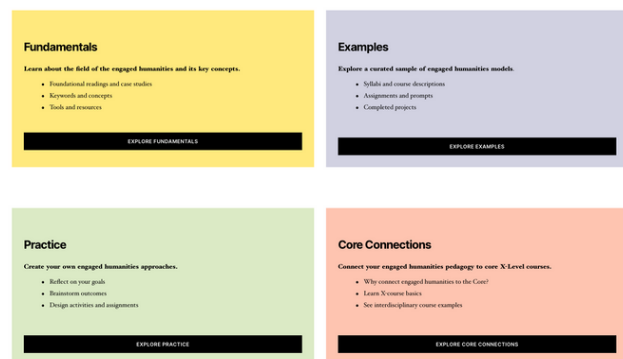 Fundamentals
Learn about the field of the engaged humanities and its key concepts.
Foundational readings and case studies
Keywords and concepts
Tools and resources
EXPLORE FUNDAMENTALS
Examples
Explore a curated sample of engaged humanities models.
Syllabi and course descriptions
Assignments and prompts
Completed projects
EXPLORE EXAMPLES
Practice
Create your own engaged humanities approaches.
Reflect on your goals
Brainstorm outcomes
Design activities and assignments
EXPLORE PRACTICE
Core Connections
Connect your engaged humanities pedagogy to core X-Level courses.
Why connect engaged humanities to the Core?
Learn X-course basics
See interdisciplinary course examples
EXPLORE CORE CONNECTIONS